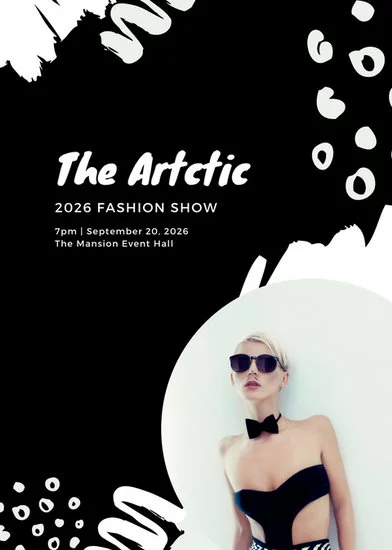 The Artctic
2026 FASHION SHOW
7pm | September 20, 2026
The Mansion Event Hall